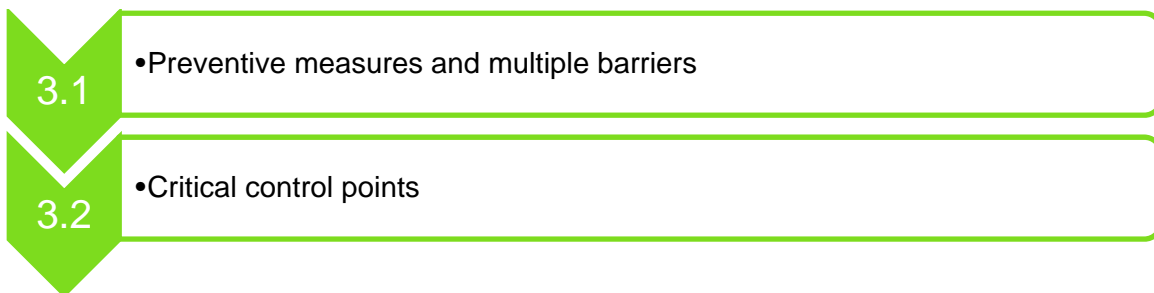 3.1
•Preventive measures and multiple barriers
3.2
•Critical control points